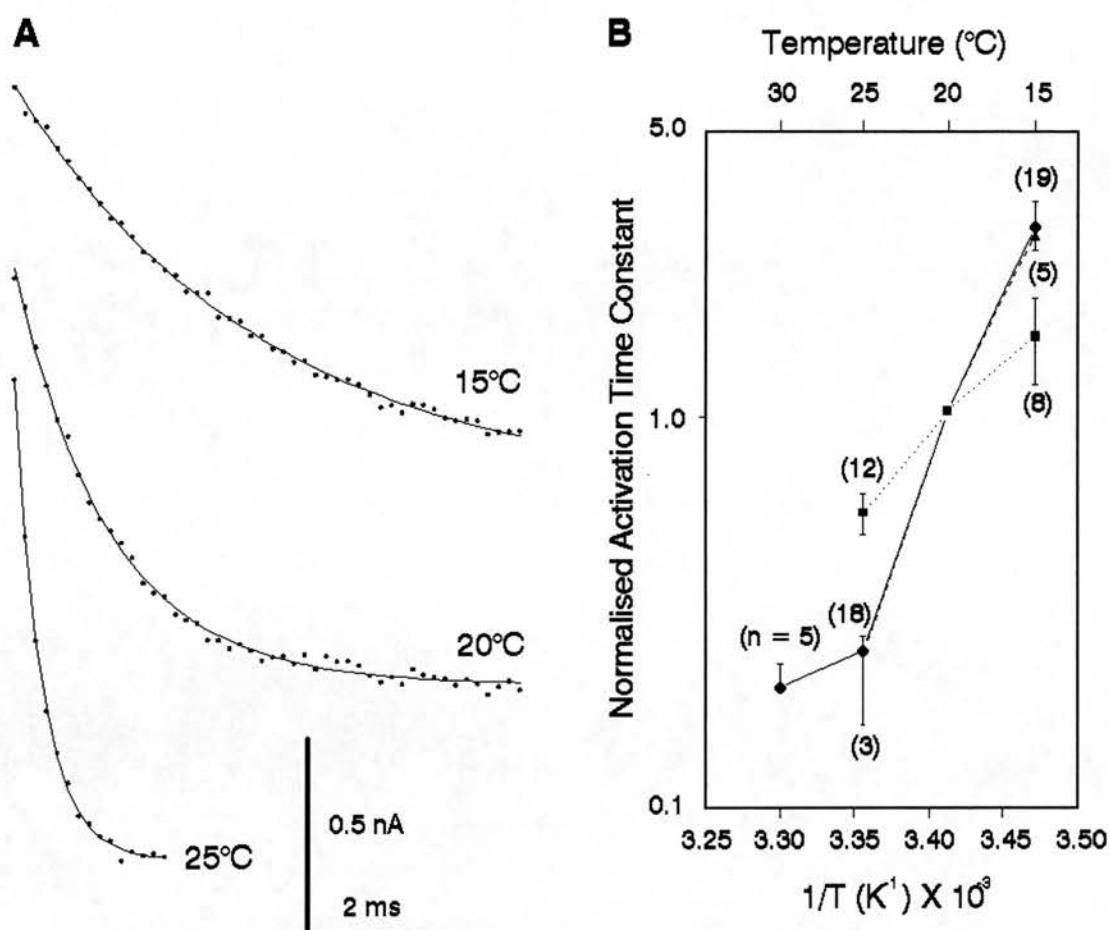 A
15°C
20°C
25°C
0.5 nA
2 ms
B
Temperature (°C)
30 25 20 15
Normalised Activation Time Constant
5.0
1.0
0.1
(19)
(5)
(8)
(12)
(18)
(n = 5)
(3)
3.25 3.30 3.35 3.40 3.45 3.50
1/T (K¹) X 10³